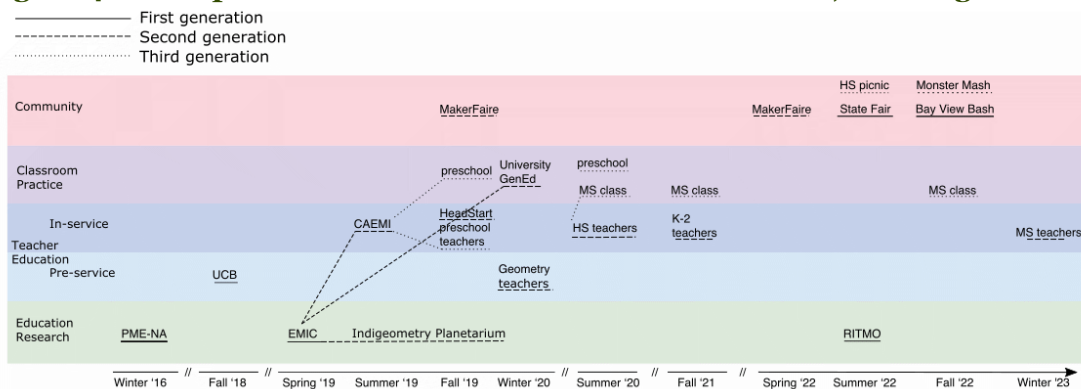 First generation
Second generation
Third generation
Community
MakerFaire
MakerFaire
HS picnic
State Fair
Monster Mash
Bay View Bash
Classroom
Practice
preschool
University
GenEd
preschool
MS class
MS class
MS class
Teacher
Education
In-service
CAEMI
HeadStart
preschool
teachers
HS teachers
K-2
teachers
MS teachers
Pre-service
UCB
Geometry
teachers
Education
Research
PME-NA
EMIC
Indigeometry Planetarium
RITMO
Winter '16
//
Fall '18
//
Spring '19
Summer '19
Fall '19
Winter '20
//
Summer '20
//
Fall '21
//
Spring '22
Summer '22
Fall '22
//
Winter '23